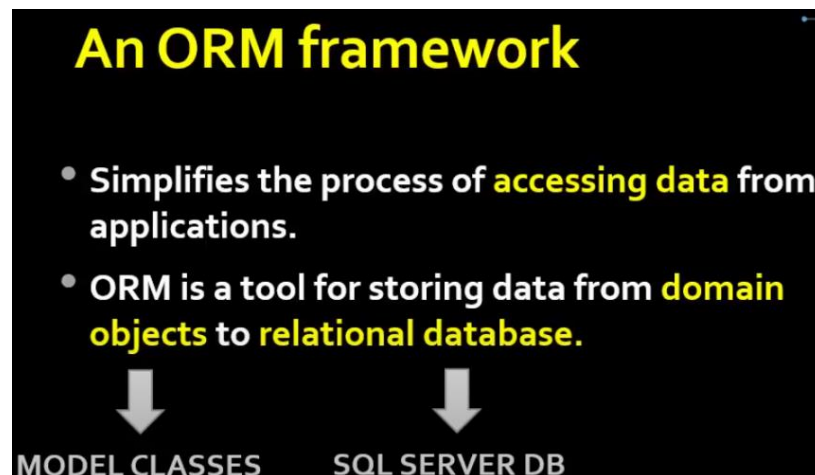 An ORM framework
• Simplifies the process of accessing data from
applications.
• ORM is a tool for storing data from domain
objects to relational database.
MODEL CLASSES SQL SERVER DB